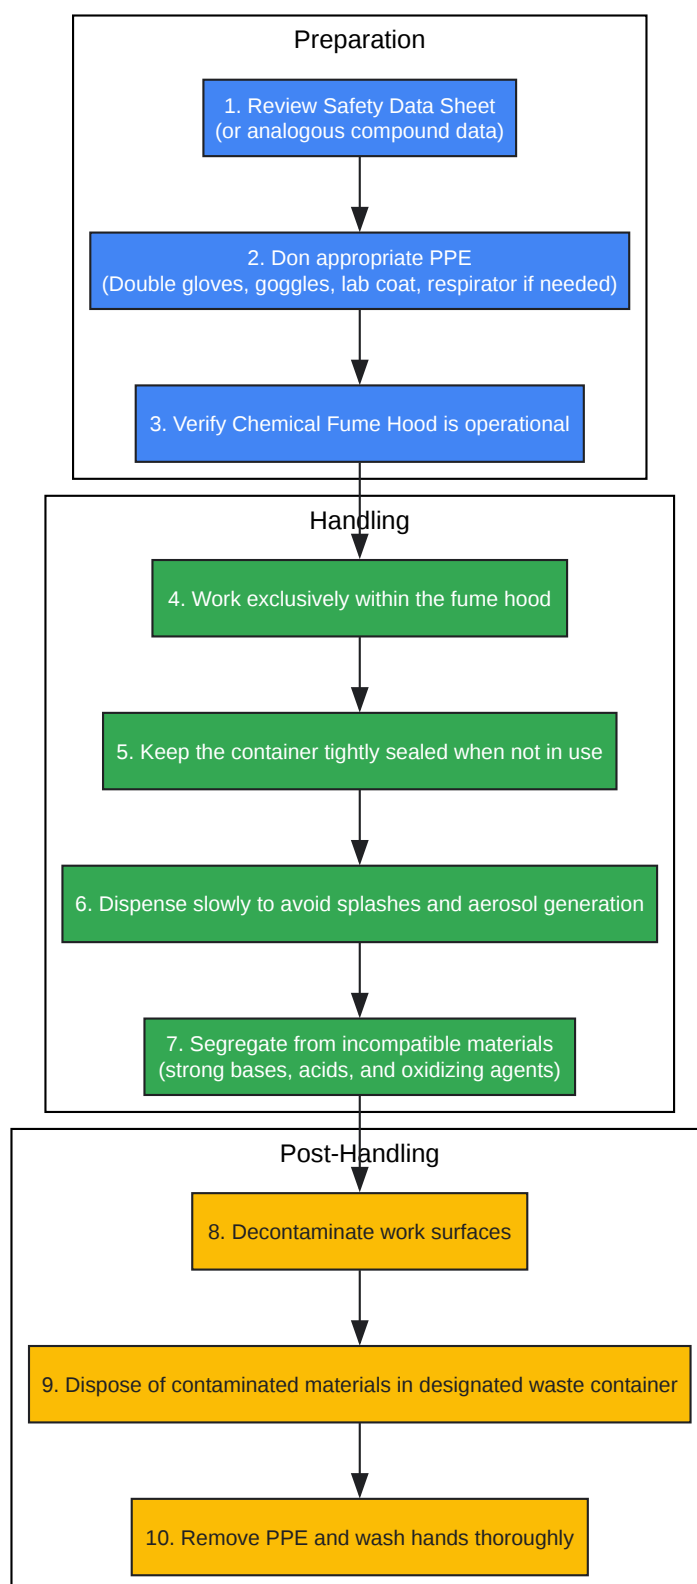 Preparation
1. Review Safety Data Sheet
(or analogous compound data)
2. Don appropriate PPE
(Double gloves, goggles, lab coat, respirator if needed)
3. Verify Chemical Fume Hood is operational
Handling
4. Work exclusively within the fume hood
5. Keep the container tightly sealed when not in use
6. Dispense slowly to avoid splashes and aerosol generation
7. Segregate from incompatible materials
(strong bases, acids, and oxidizing agents)
Post-Handling
8. Decontaminate work surfaces
9. Dispose of contaminated materials in designated waste container
10. Remove PPE and wash hands thoroughly